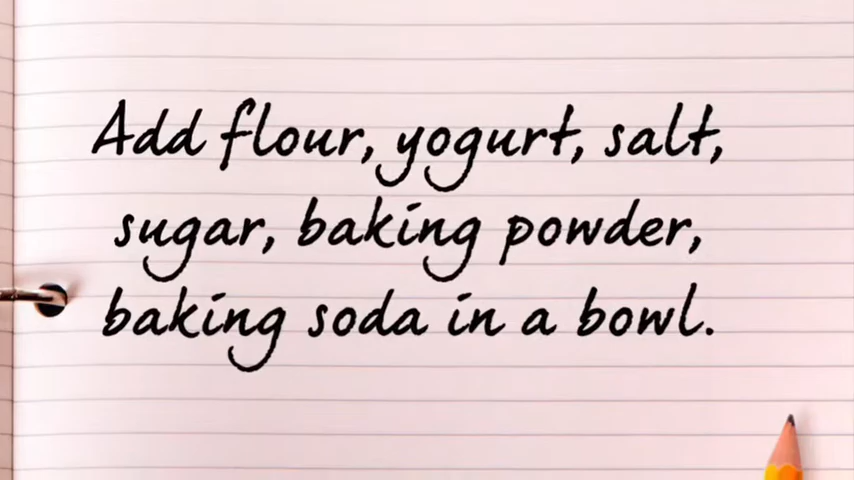 Add flour, yogurt, salt,
sugar, baking powder,
baking soda in a bowl.